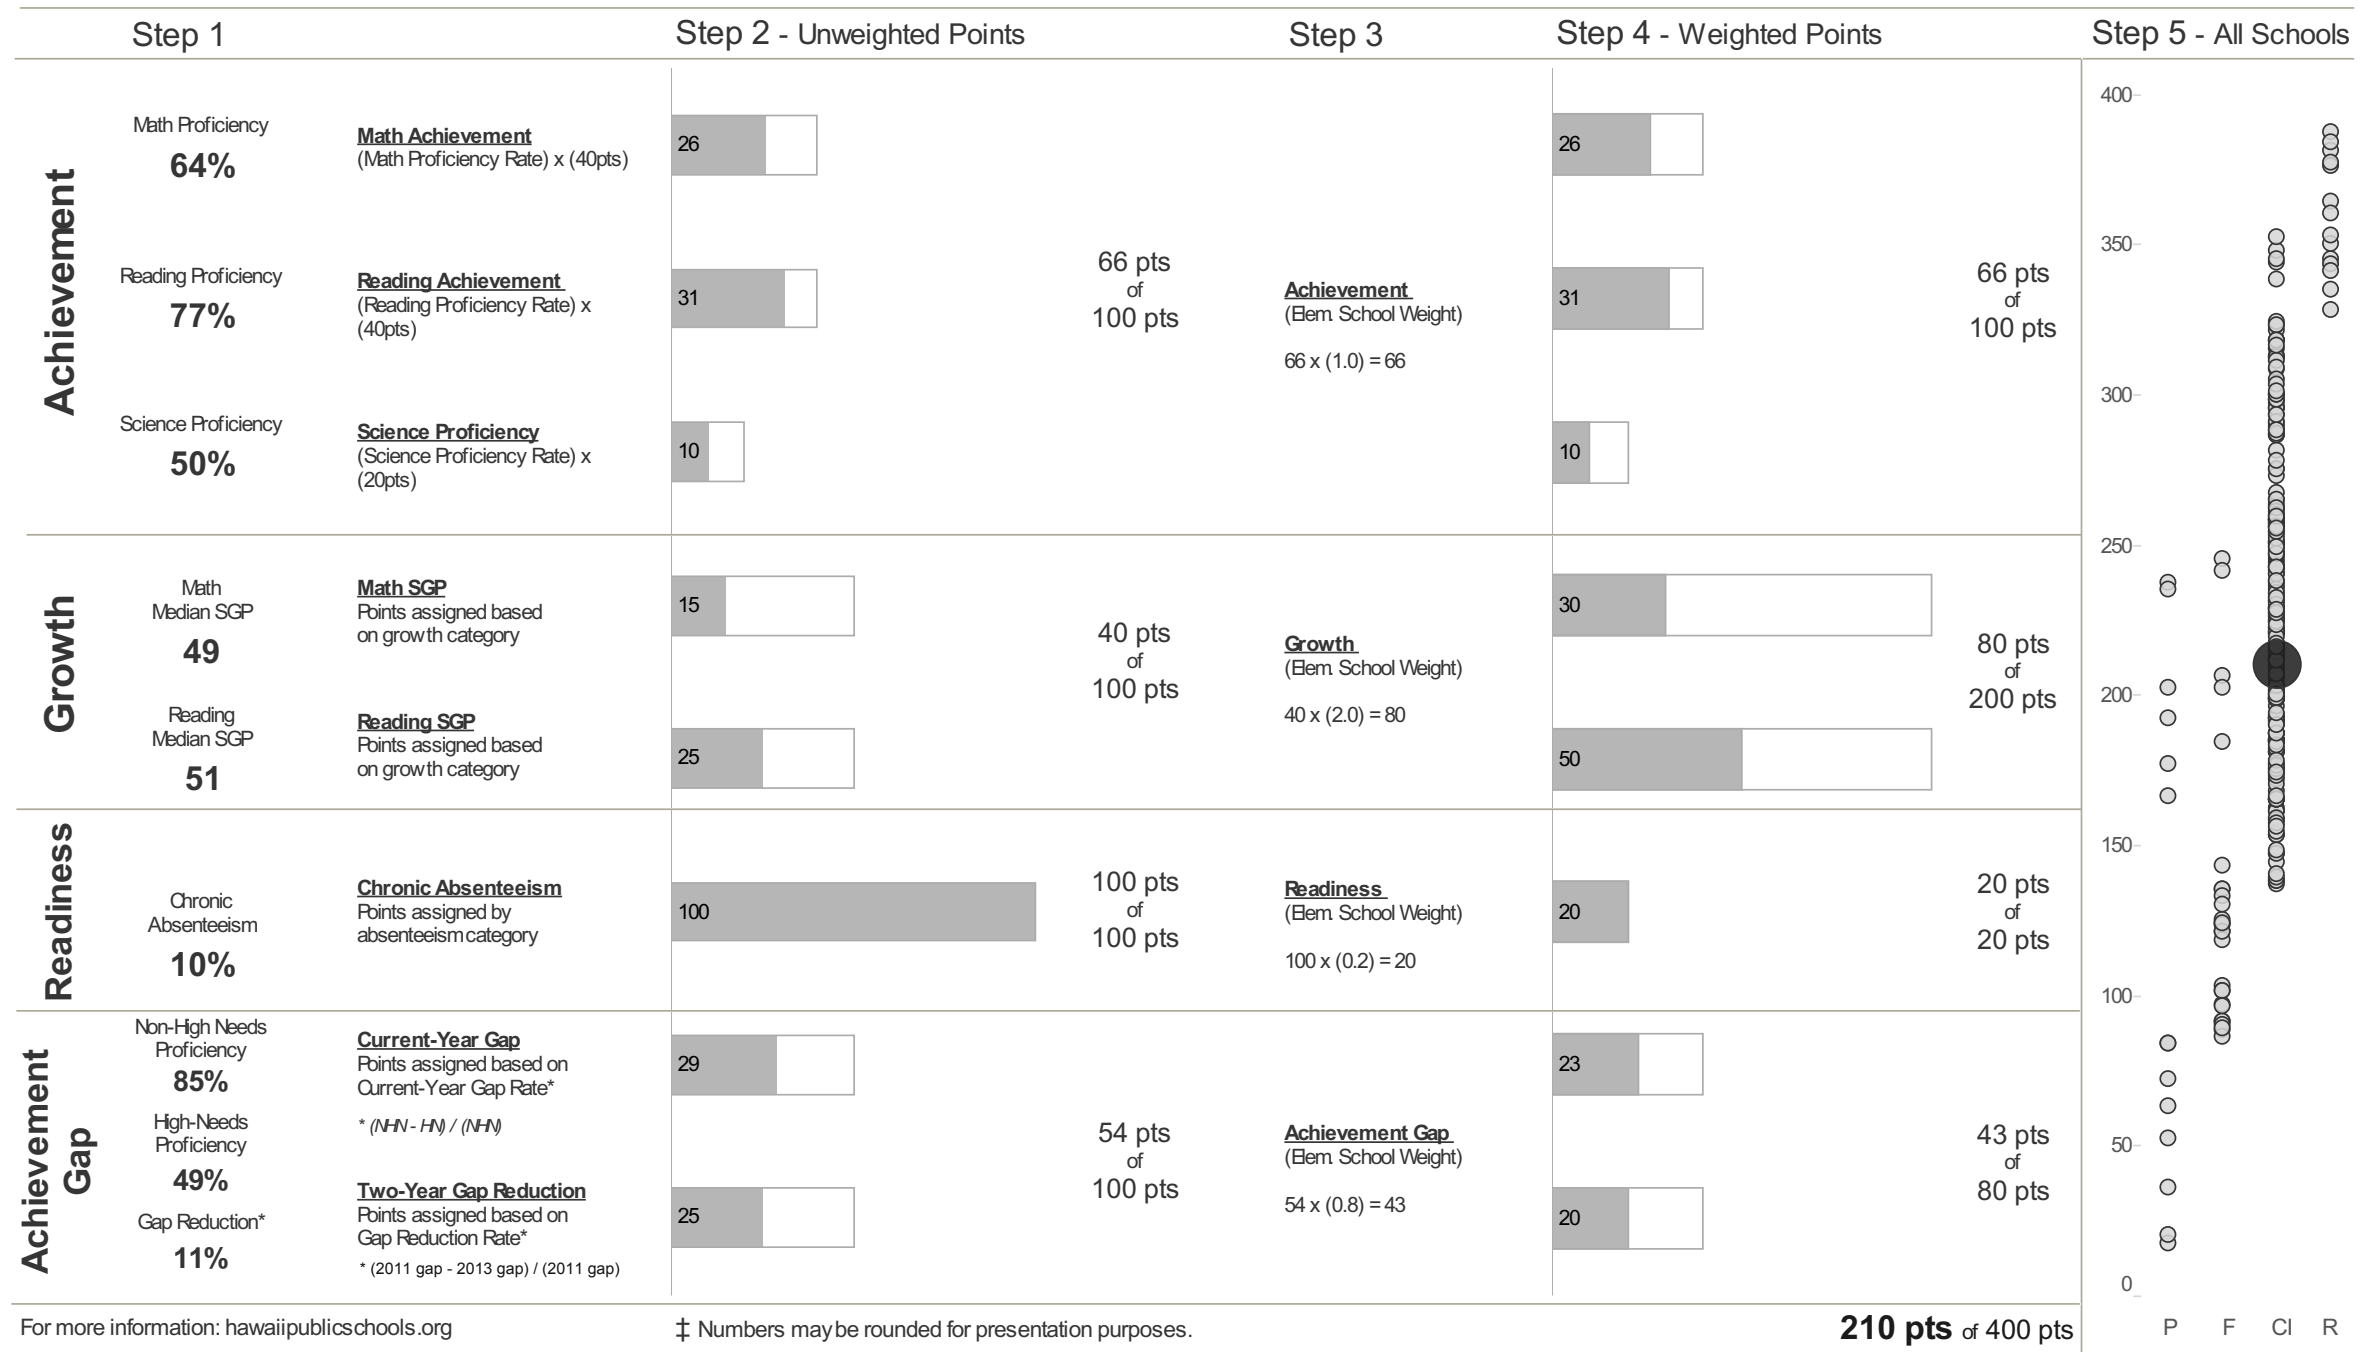 Step 1
Step 2 - Unweighted Points
Step 3
Step 4 - Weighted Points
Step 5 - All Schools
Achievement
Math Proficiency
64%
Math Achievement
(Math Proficiency Rate) x (40pts)
26
26
Reading Proficiency
77%
Reading Achievement
(Reading Proficiency Rate) x
(40pts)
31
66 pts
of
100 pts
Achievement
(Elem. School Weight)
66 x (1.0) = 66
31
66 pts
of
100 pts
Science Proficiency
50%
Science Proficiency
(Science Proficiency Rate) x
(20pts)
10
10
Growth
Math
Median SGP
49
Math SGP
Points assigned based
on growth category
15
40 pts
of
100 pts
Growth
(Elem. School Weight)
40 x (2.0) = 80
30
80 pts
of
200 pts
Reading
Median SGP
51
Reading SGP
Points assigned based
on growth category
25
50
Readiness
Chronic
Absenteeism
10%
Chronic Absenteeism
Points assigned by
absenteeism category
100
100 pts
of
100 pts
Readiness
(Elem. School Weight)
100 x (0.2) = 20
20
20 pts
of
20 pts
Achievement
Gap
Non-High Needs
Proficiency
85%
High-Needs
Proficiency
49%
Gap Reduction*
11%
Current-Year Gap
Points assigned based on
Current-Year Gap Rate*
* (NHN - HN) / (NHN)
Two-Year Gap Reduction
Points assigned based on
Gap Reduction Rate*
* (2011 gap - 2013 gap) / (2011 gap)
29
25
54 pts
of
100 pts
Achievement Gap
(Elem. School Weight)
54 x (0.8) = 43
23
20
43 pts
of
80 pts
400
350
300
250
200
150
100
50
0
P F CI R
For more information: hawaiipublicschools.org
‡ Numbers may be rounded for presentation purposes.
210 pts of 400 pts